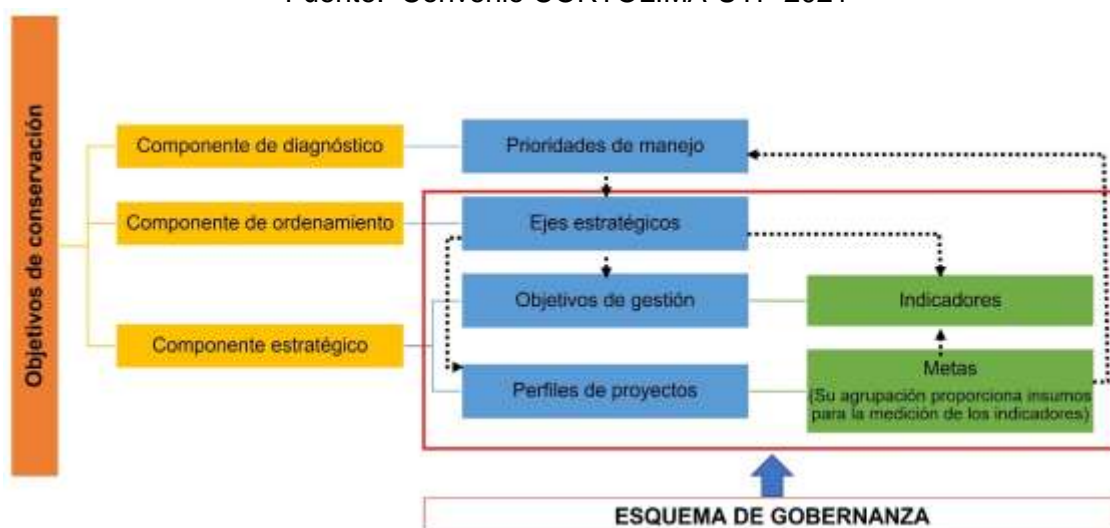 Objetivos de conservación
Componente de diagnóstico
Prioridades de manejo
Componente de ordenamiento
Ejes estratégicos
Objetivos de gestión
Indicadores
Componente estratégico
Perfiles de proyectos
Metas
(Su agrupación proporciona insumos
para la medición de los indicadores)
ESQUEMA DE GOBERNANZA